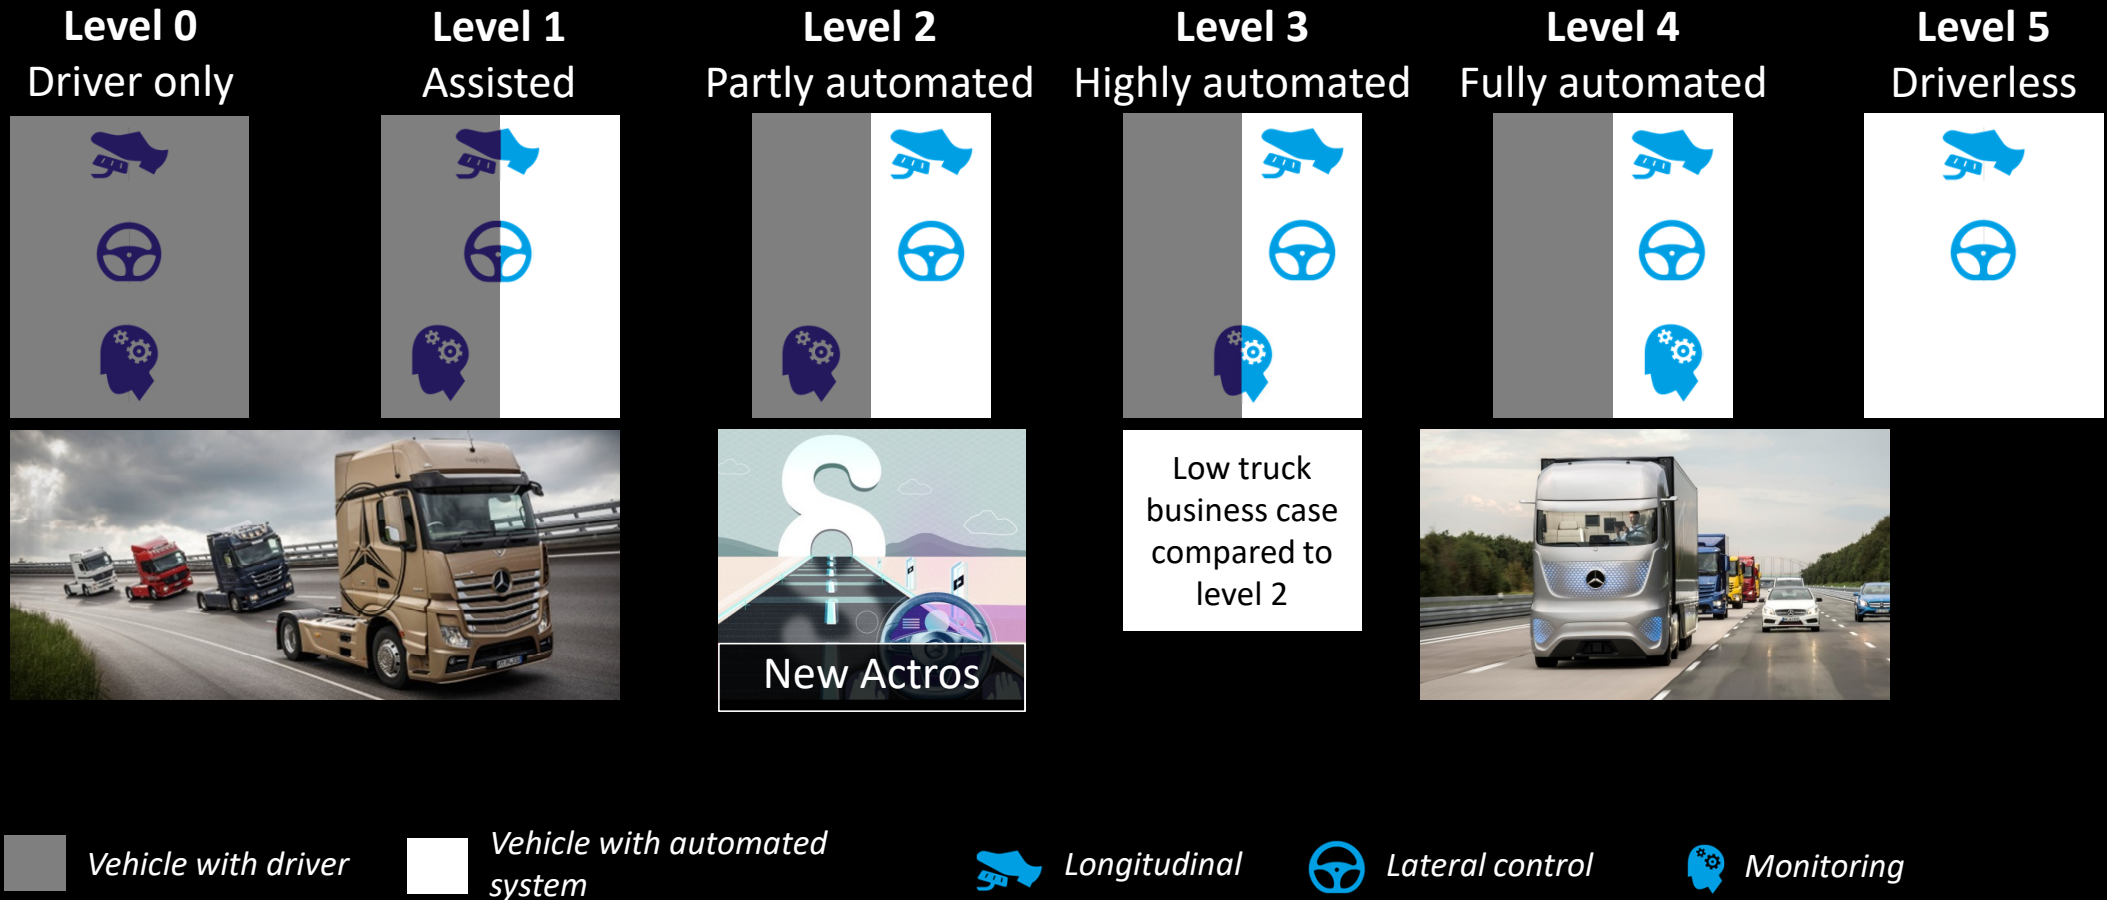 Level 0
Driver only
Level 1
Assisted
Level 2
Partly automated
Level 3
Highly automated
Level 4
Fully automated
Level 5
Driverless
New Actros
Low truck
business case
compared to
level 2
Vehicle with driver
Vehicle with automated
system
Longitudinal
Lateral control
Monitoring